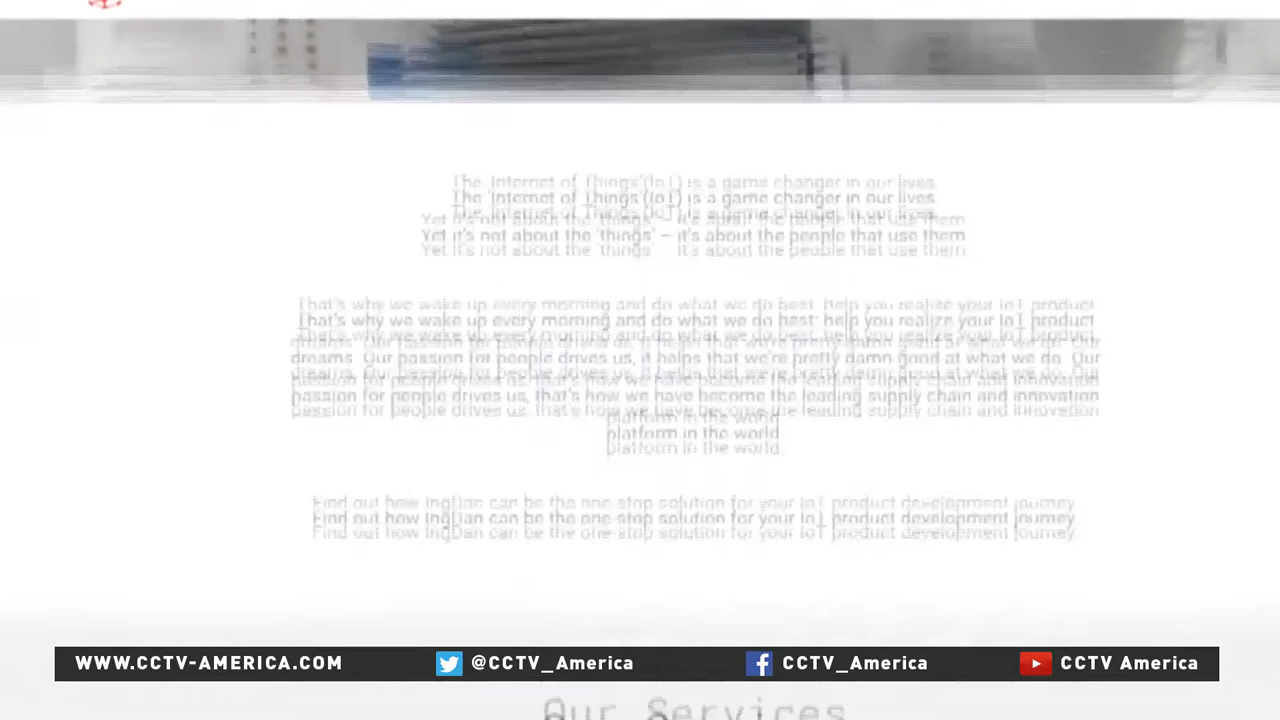 The 'Internet of Things'(IoT) is a game changer in our lives.
Yet it's not about the 'things' – it's about the people that use them
That's why we wake up every morning and do what we do best: help you realize your IoT product
dreams. Our passion for people drives us, it helps that we're pretty damn good at what we do. Our
passion for people drives us, that's how we have become the leading supply chain and innovation
platform in the world.
Find out how IngDan can be the one-stop solution for your IoT product development journey.
WWW.CCTV-AMERICA.COM
@CCTV_America
CCTV_America
CCTV America
Our Services